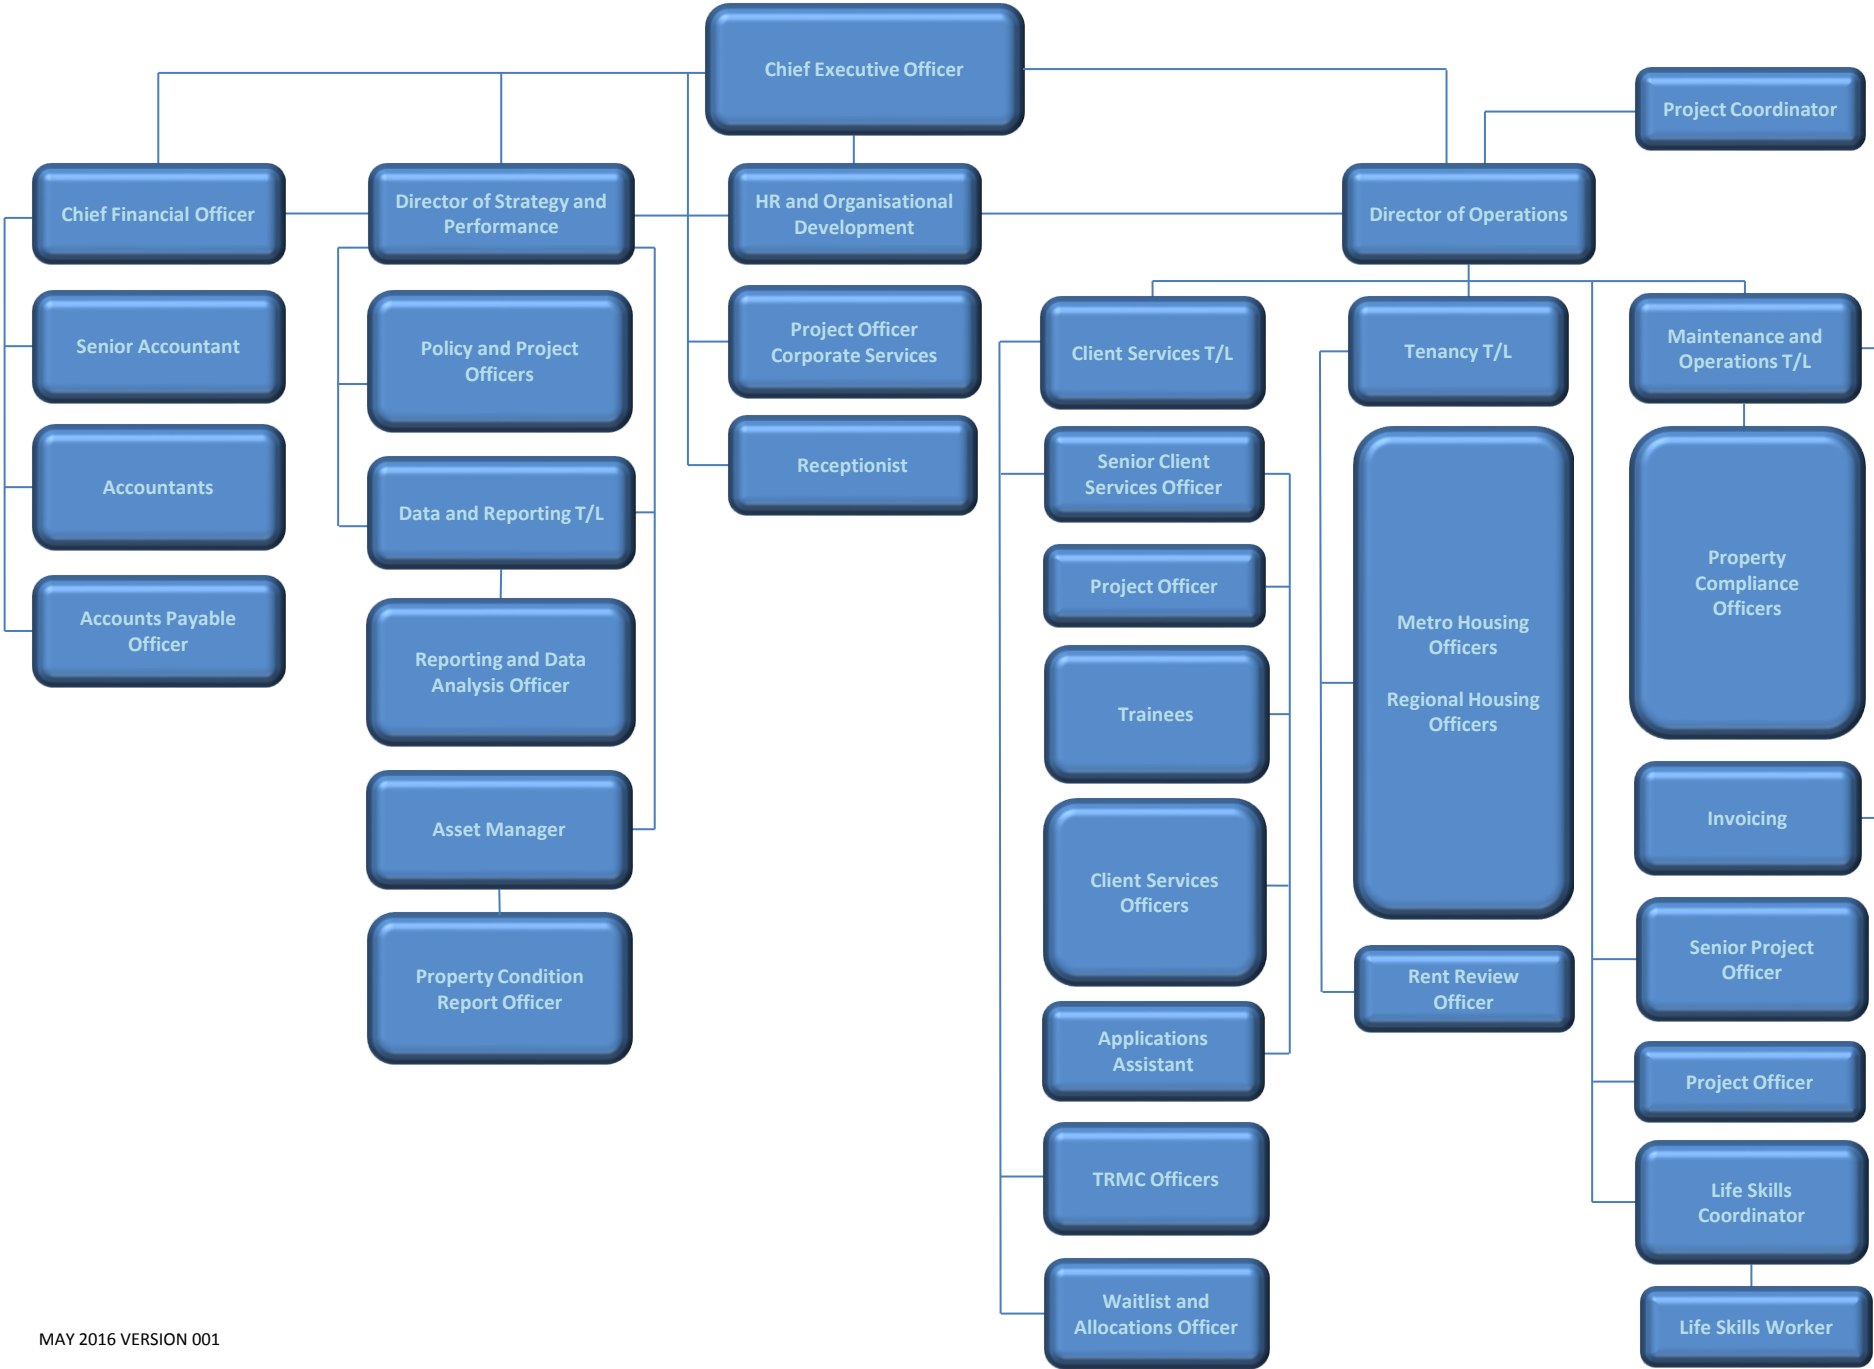 Chief Executive Officer
Project Coordinator
Chief Financial Officer
Director of Strategy and
Performance
HR and Organisational
Development
Director of Operations
Senior Accountant
Accountants
Accounts Payable
Officer
Policy and Project
Officers
Data and Reporting T/L
Reporting and Data
Analysis Officer
Asset Manager
Property Condition
Report Officer
Project Officer
Corporate Services
Receptionist
Client Services T/L
Senior Client
Services Officer
Project Officer
Trainees
Client Services
Officers
Applications
Assistant
TRMC Officers
Waitlist and
Allocations Officer
Tenancy T/L
Metro Housing
Officers
Regional Housing
Officers
Rent Review
Officer
Maintenance and
Operations T/L
Property
Compliance
Officers
Invoicing
Senior Project
Officer
Project Officer
Life Skills
Coordinator
Life Skills Worker
MAY 2016 VERSION 001